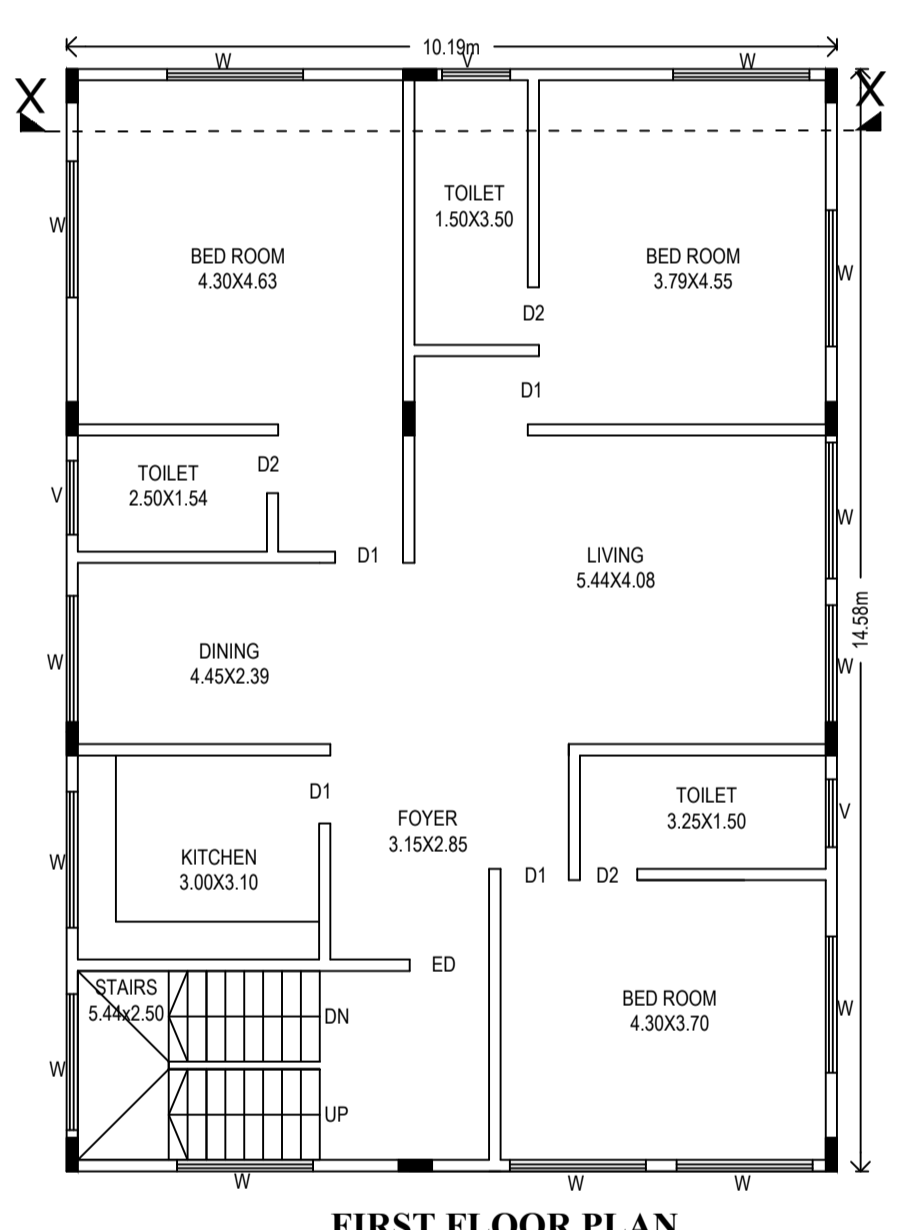 10.19m
W
V
W
X
X
TOILET
1.50X3.50
W
BED ROOM
4.30X4.63
BED ROOM
3.79X4.55
W
D2
D1
D2
TOILET
2.50X1.54
V
W
D1
LIVING
5.44X4.08
14.58m
W
DINING
4.45X2.39
W
D1
TOILET
3.25X1.50
V
FOYER
3.15X2.85
W
KITCHEN
3.00X3.10
D1
D2
ED
STAIRS
5.44x2.50
DN
BED ROOM
4.30X3.70
W
W
UP
W
W
W
FIRST FLOOR PLAN